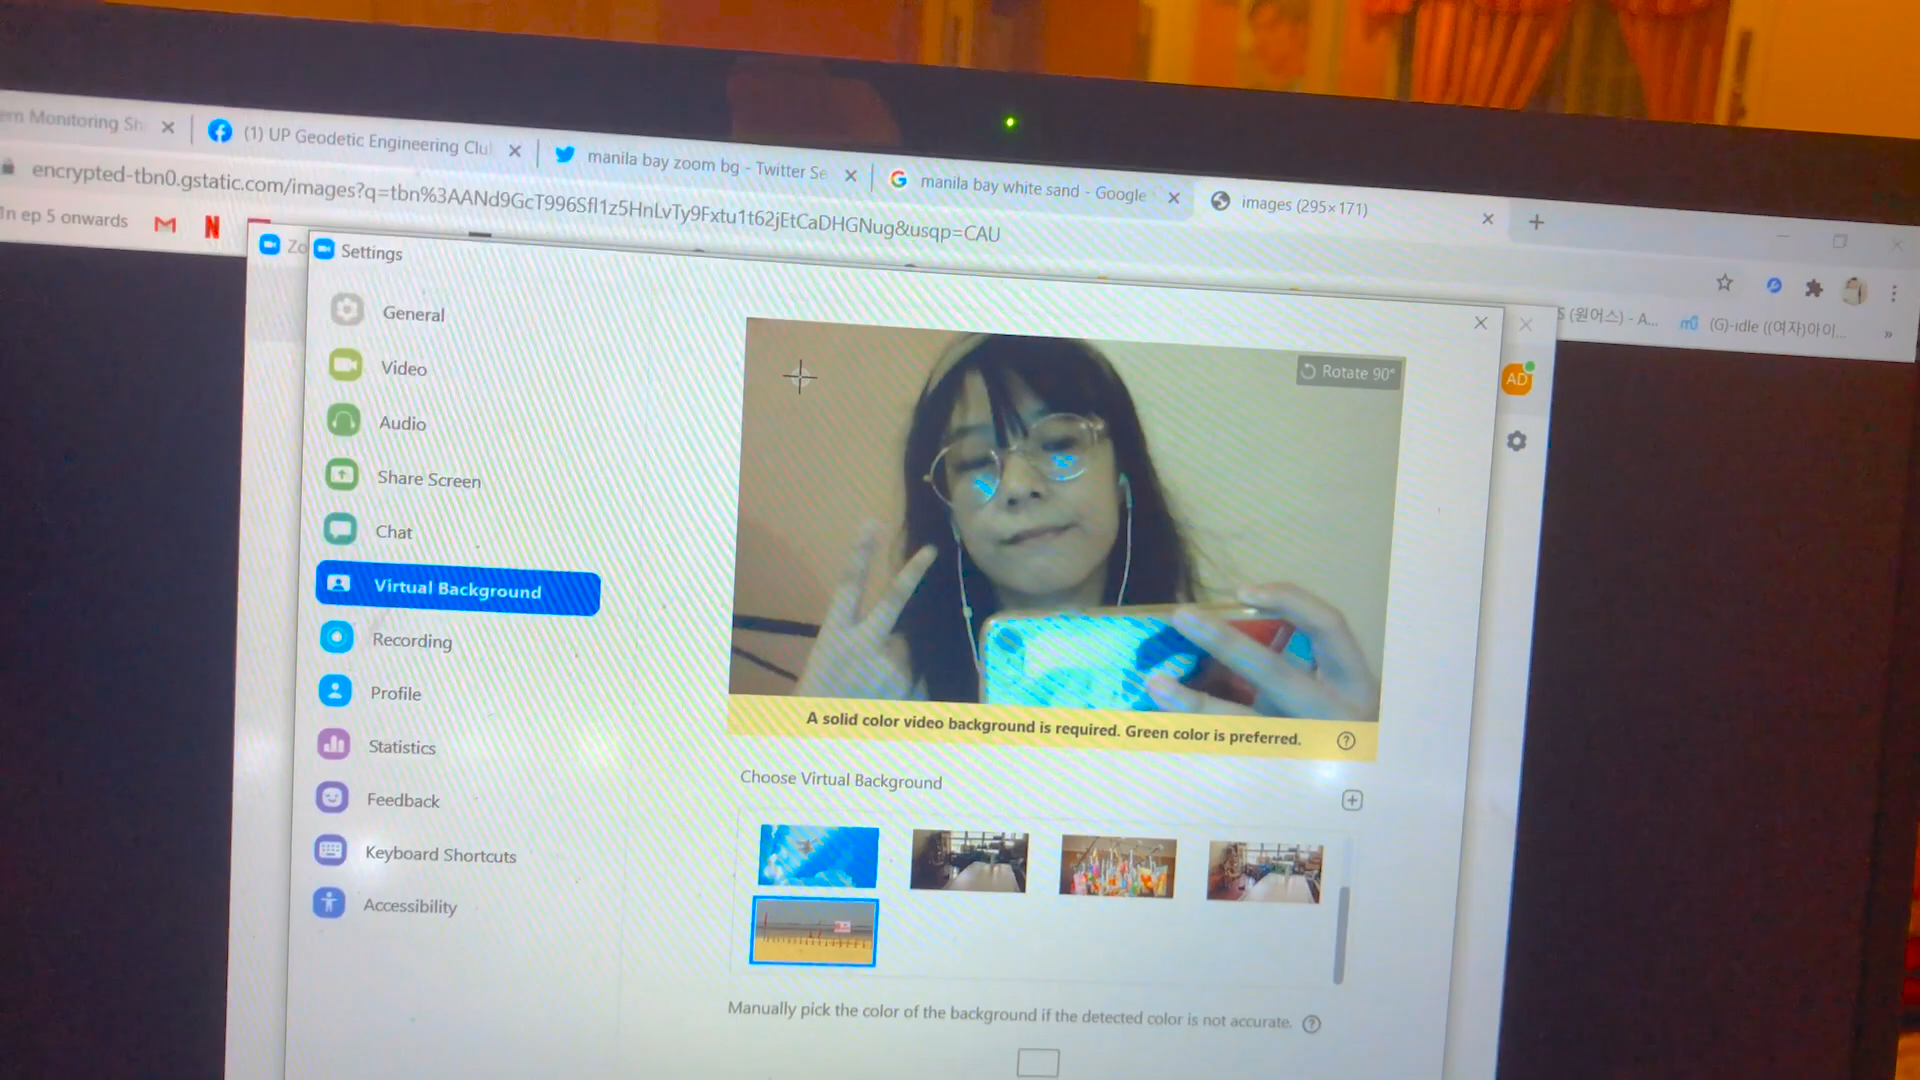 Monitoring Sh
(1) UP Geodetic Engineering Clu
manila bay zoom bg - Twitter Se
manila bay white sand - Google
images (295×171)
encrypted-tbn0.gstatic.com/images?q=tbn%3AANd9GcT996Sfl1z5HnLvTy9Fxtu1t62jEtCaDHGNug&usqp=CAU
ep 5 onwards
(원어스) - A...
(G)-idle ((여자)아이...
Zo
Settings
General
Video
Audio
Share Screen
Chat
Virtual Background
Recording
Profile
Statistics
Feedback
Keyboard Shortcuts
Accessibility
Rotate 90°
AD
A solid color video background is required. Green color is preferred.
Choose Virtual Background
Manually pick the color of the background if the detected color is not accurate.